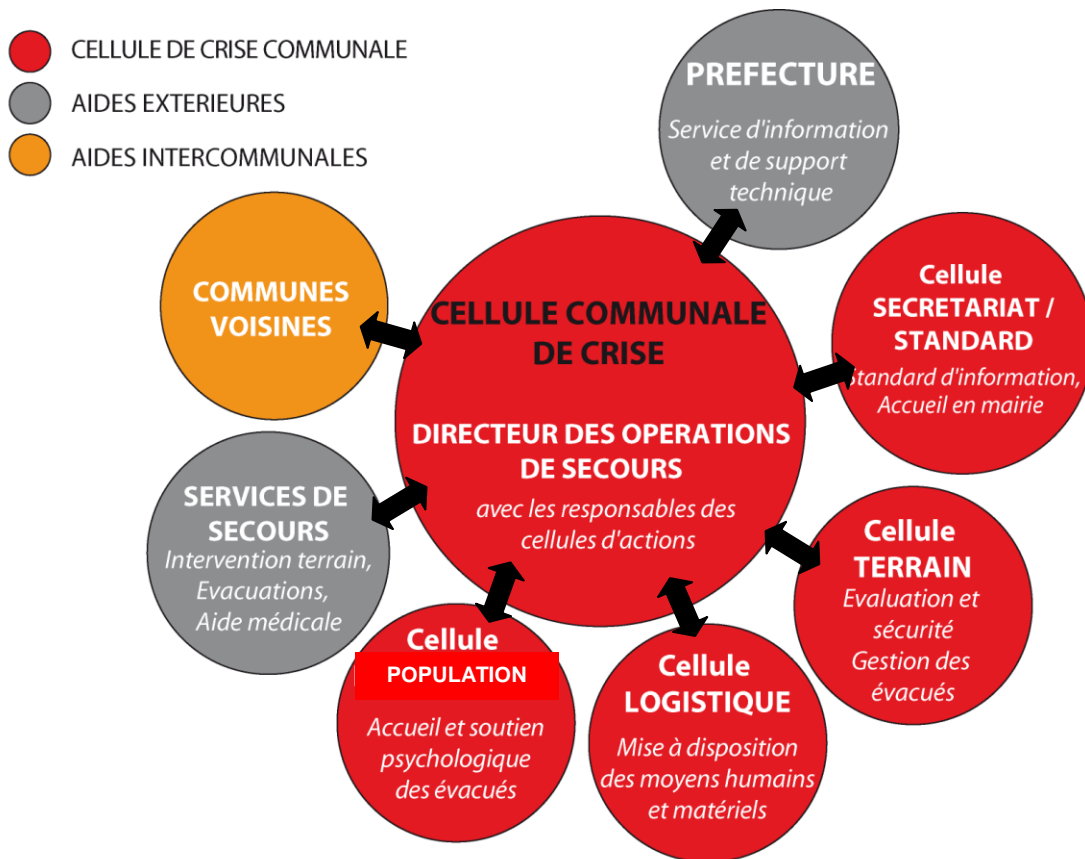 CELLULE DE CRISE COMMUNALE
AIDES EXTERIEURES
AIDES INTERCOMMUNALES
PREFECTURE
Service d'information
et de support
technique
COMMUNES
VOISINES
CELLULE COMMUNALE
DE CRISE
DIRECTEUR DES OPERATIONS
DE SECOURS
avec les responsables des
cellules d'actions
Cellule
SECRETARIAT /
STANDARD
Standard d'information,
Accueil en mairie
SERVICES DE
SECOURS
Intervention terrain,
Evacuations,
Aide médicale
Cellule
TERRAIN
Evaluation et
sécurité
Gestion des
évacués
Cellule
POPULATION
Accueil et soutien
psychologique
des évacués
Cellule
LOGISTIQUE
Mise à disposition
des moyens humains
et matériels